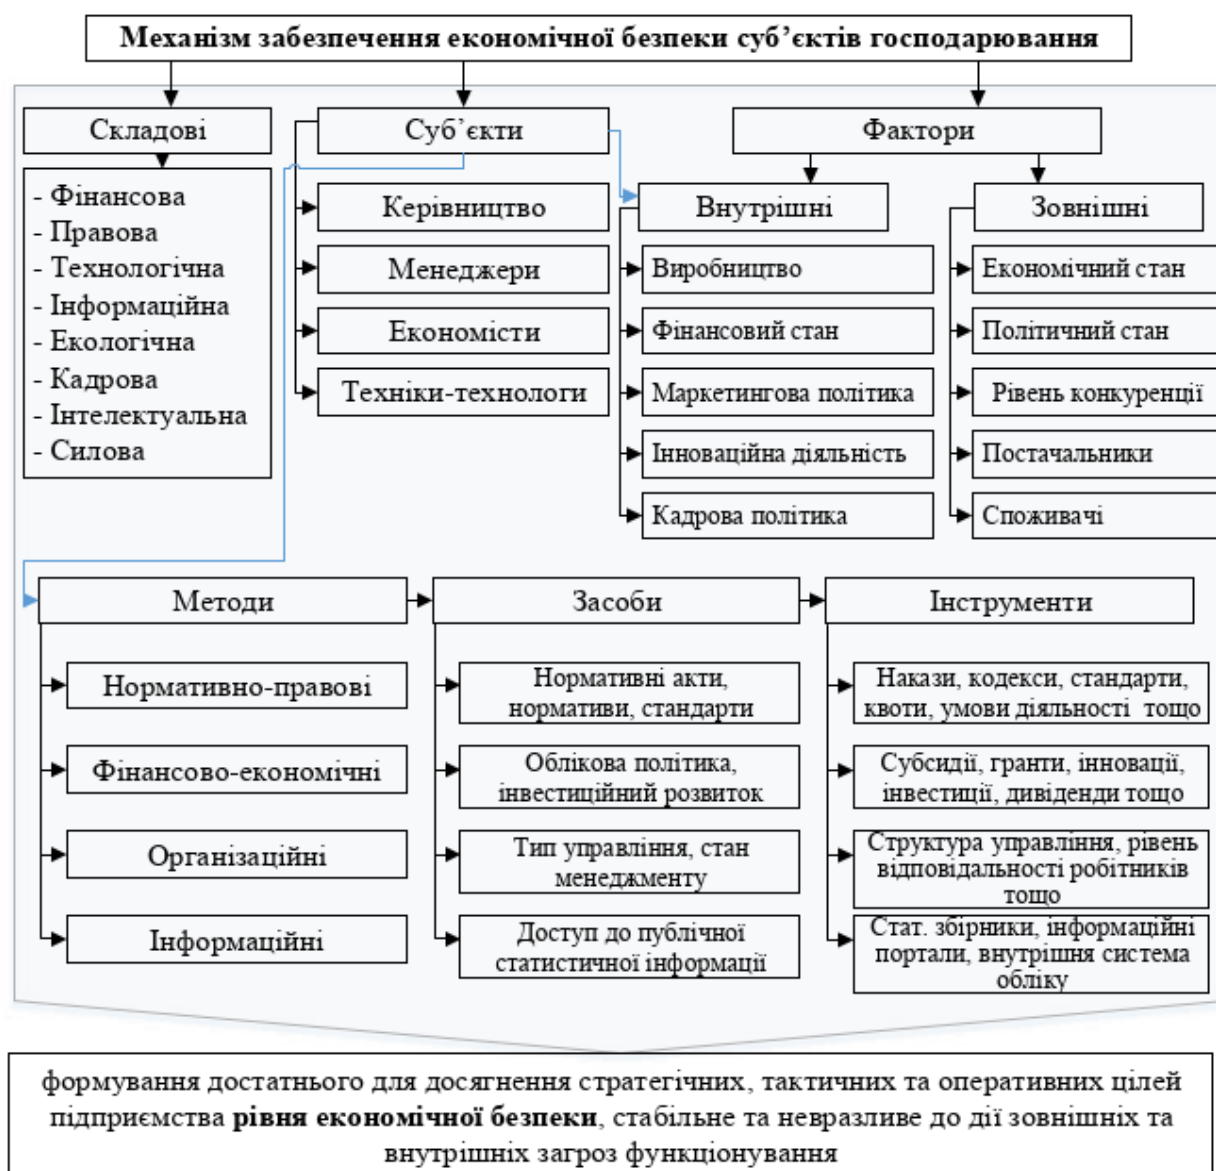 Механізм забезпечення економічної безпеки суб’єктів господарювання
Складові
- Фінансова
- Правова
- Технологічна
- Інформаційна
- Екологічна
- Кадрова
- Інтелектуальна
- Силова
Суб’єкти
Керівництво
Менеджери
Економісти
Техніки-технологи
Фактори
Внутрішні
Виробництво
Фінансовий стан
Маркетингова політика
Інноваційна діяльність
Кадрова політика
Зовнішні
Економічний стан
Політичний стан
Рівень конкуренції
Постачальники
Споживачі
Методи
Нормативно-правові
Фінансово-економічні
Організаційні
Інформаційні
Засоби
Нормативні акти,
нормативи, стандарти
Облікова політика,
інвестиційний розвиток
Тип управління, стан
менеджменту
Доступ до публічної
статистичної інформації
Інструменти
Накази, кодекси, стандарти,
квоти, умови діяльності тощо
Субсидії, гранти, інновації,
інвестиції, дивіденди тощо
Структура управління, рівень
відповідальності робітників
тощо
Стат. збірники, інформаційні
портали, внутрішня система
обліку
формування достатнього для досягнення стратегічних, тактичних та оперативних цілей
підприємства рівня економічної безпеки, стабільне та невразливе до дії зовнішніх та
внутрішніх загроз функціонування